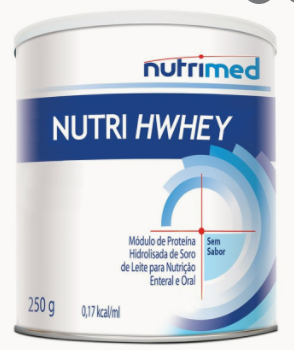 nutrimed
NUTRI HWHEY
Módulo de Proteína
Hidrolisada de Soro
de Leite para Nutrição
Enteral e Oral
Sem
Sabor
250 g
0,17 kcal/ml